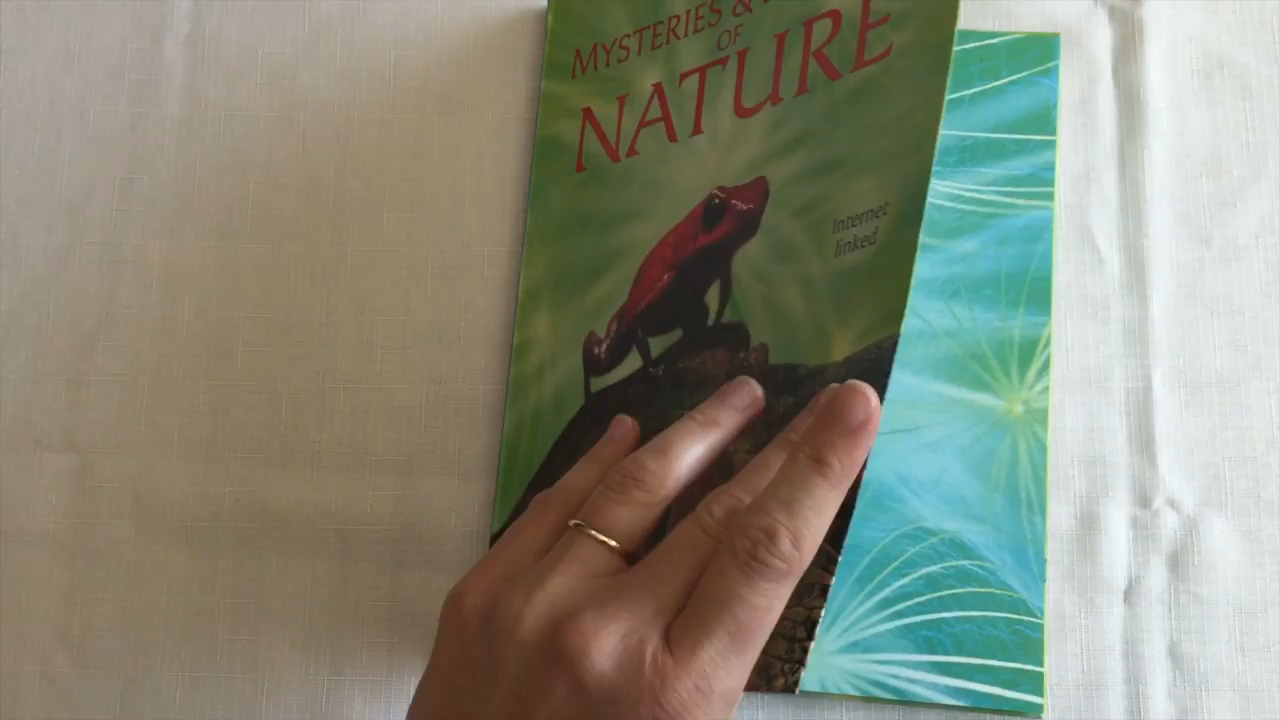 MYSTERIES &
OF
NATURE
Internet
linked